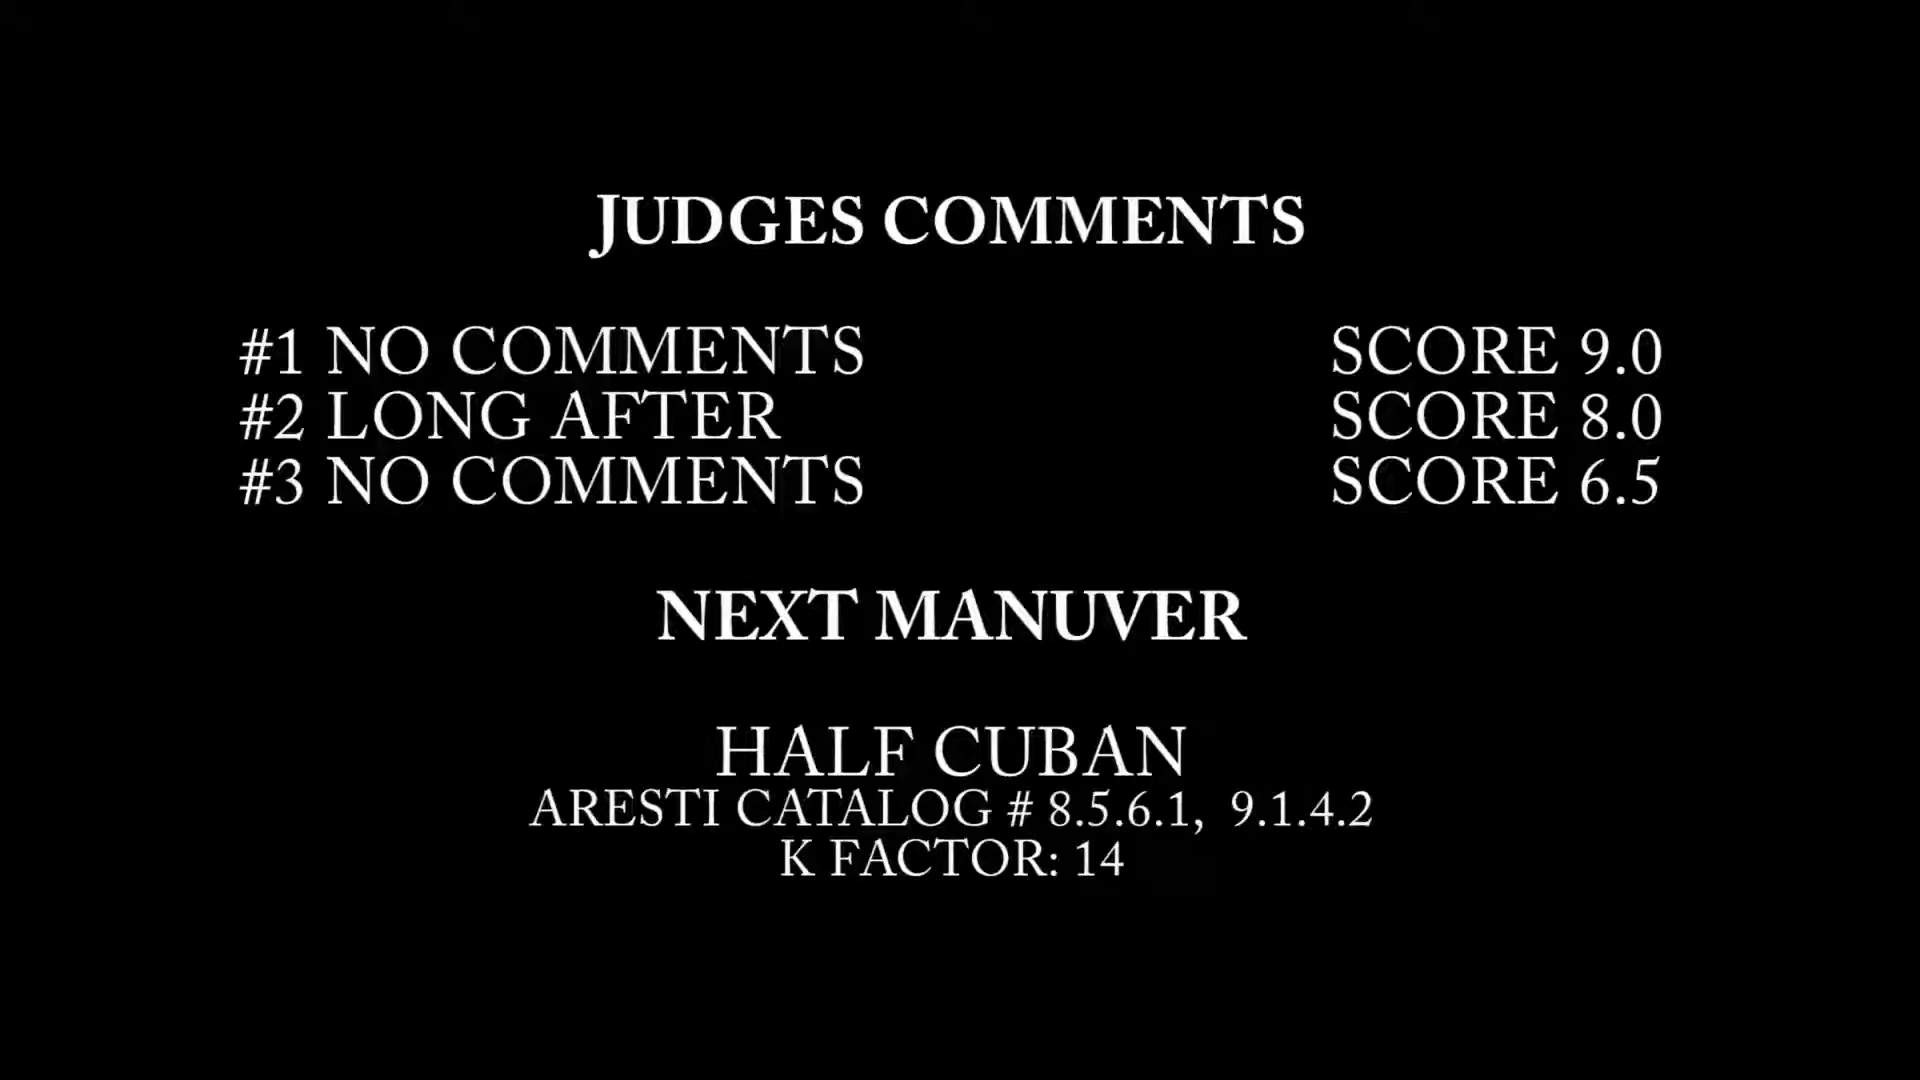 JUDGES COMMENTS
#1 NO COMMENTS SCORE 9.0
#2 LONG AFTER SCORE 8.0
#3 NO COMMENTS SCORE 6.5
NEXT MANUVER
HALF CUBAN
ARESTI CATALOG # 8.5.6.1, 9.1.4.2
K FACTOR: 14